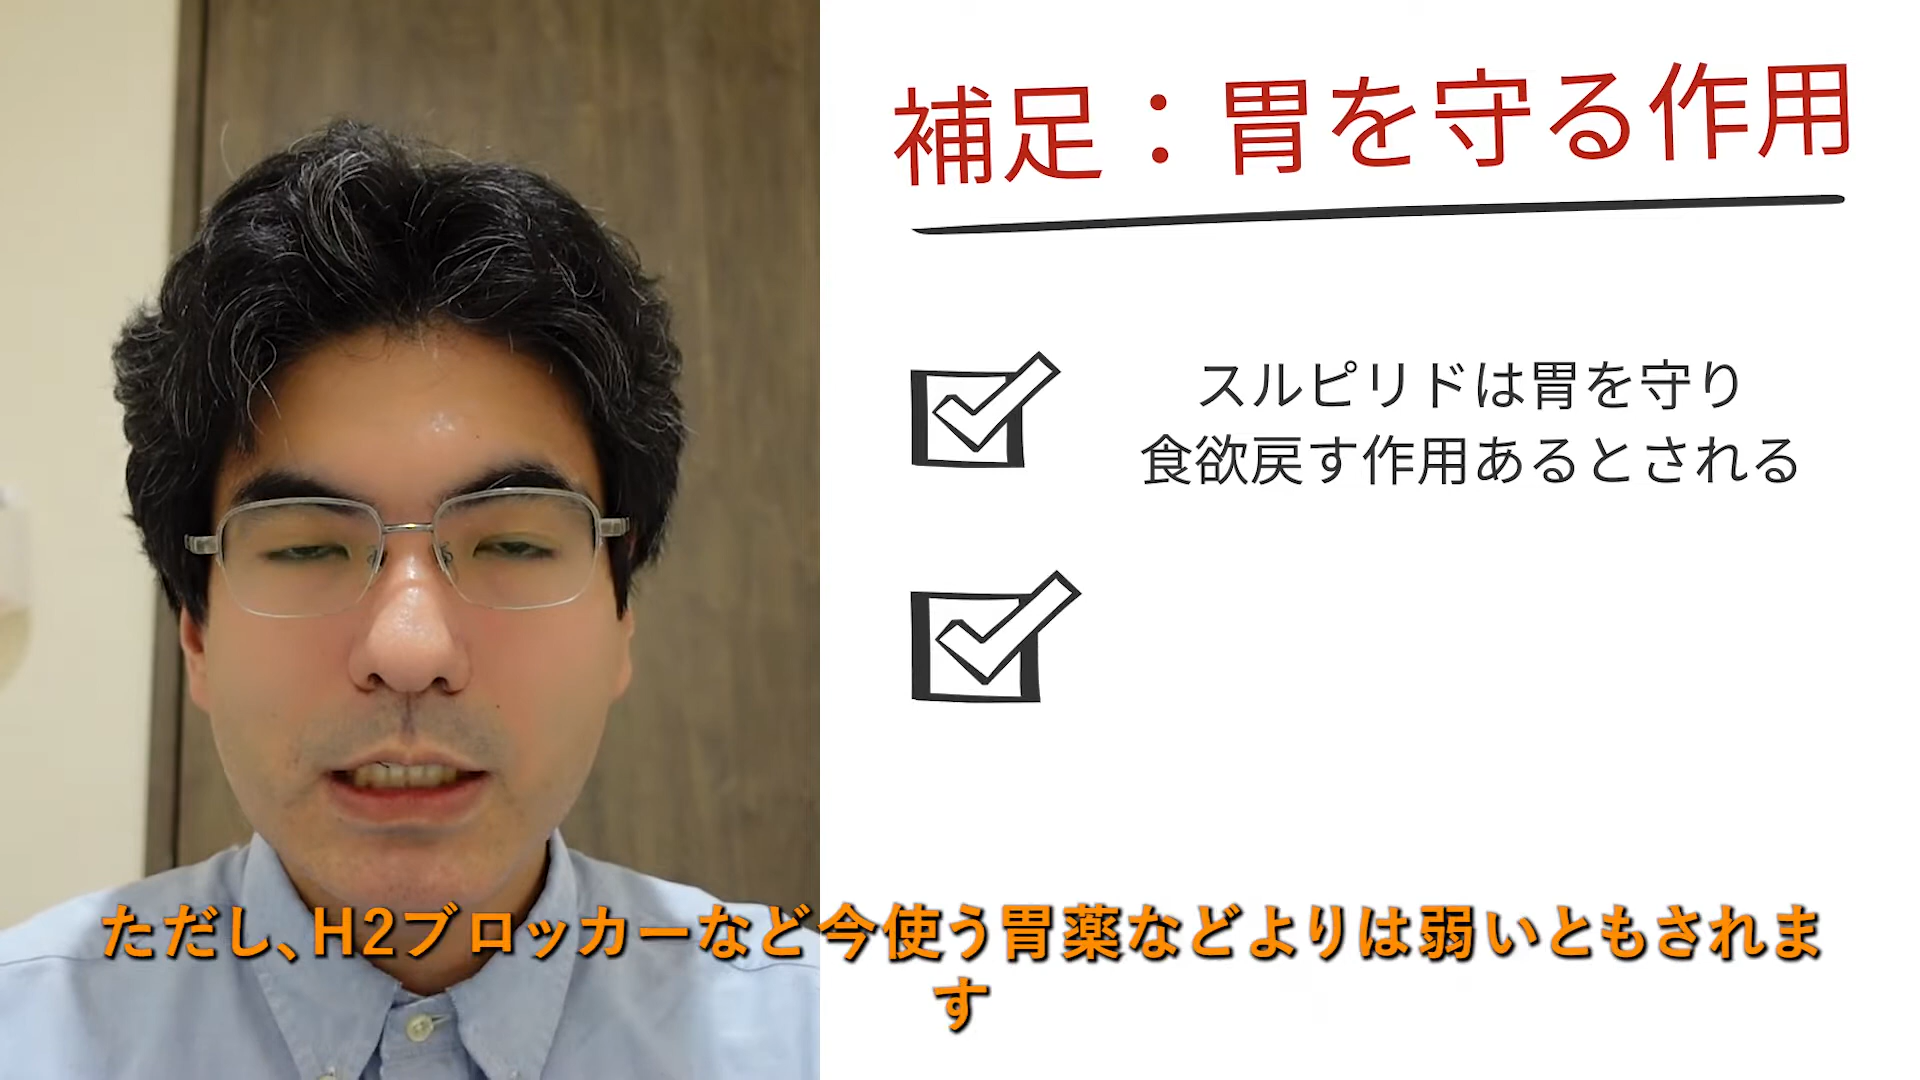 補足：胃を守る作用
スルピリドは胃を守り
食欲戻す作用あるとされる
ただし、H2ブロッカーなど今使う胃薬などよりは弱いともされま
す